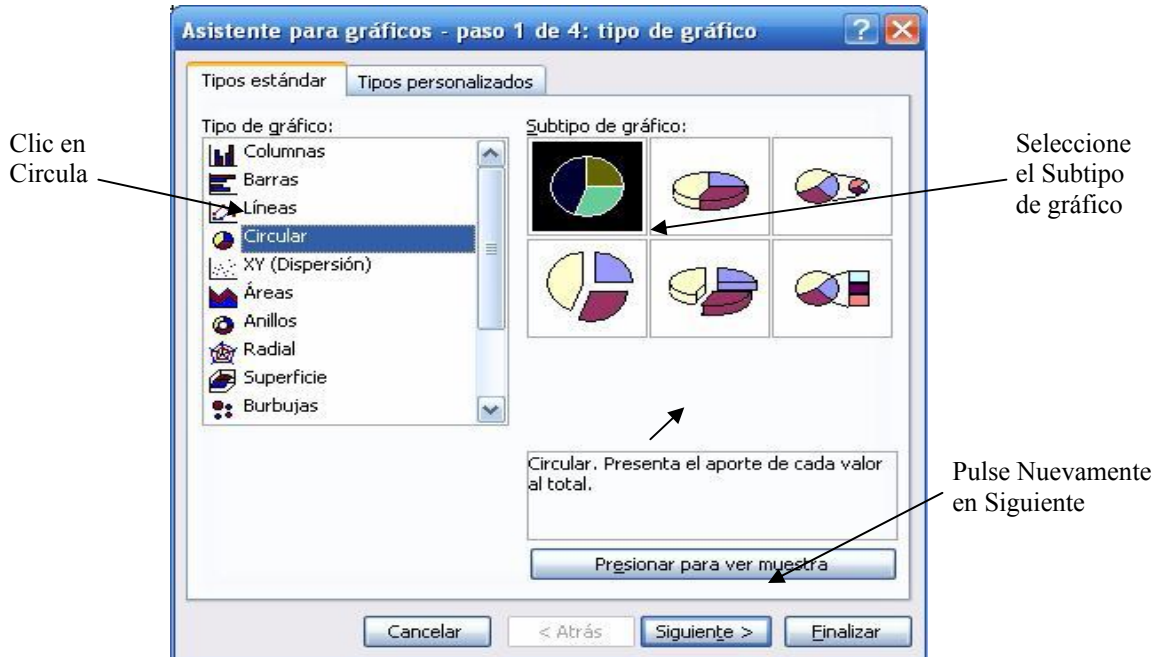 Asistente para gráficos - paso 1 de 4: tipo de gráfico
Tipos estándar
Tipos personalizados
Tipo de gráfico:
Columnas
Barras
Líneas
Circular
XY (Dispersión)
Áreas
Anillos
Radial
Superficie
Burbujas
Subtipo de gráfico:
Circular. Presenta el aporte de cada valor
al total.
Presionar para ver muestra
Cancelar
< Atrás
Siguiente >
Finalizar
Clic en
Circula
Seleccione
el Subtipo
de gráfico
Pulse Nuevamente
en Siguiente